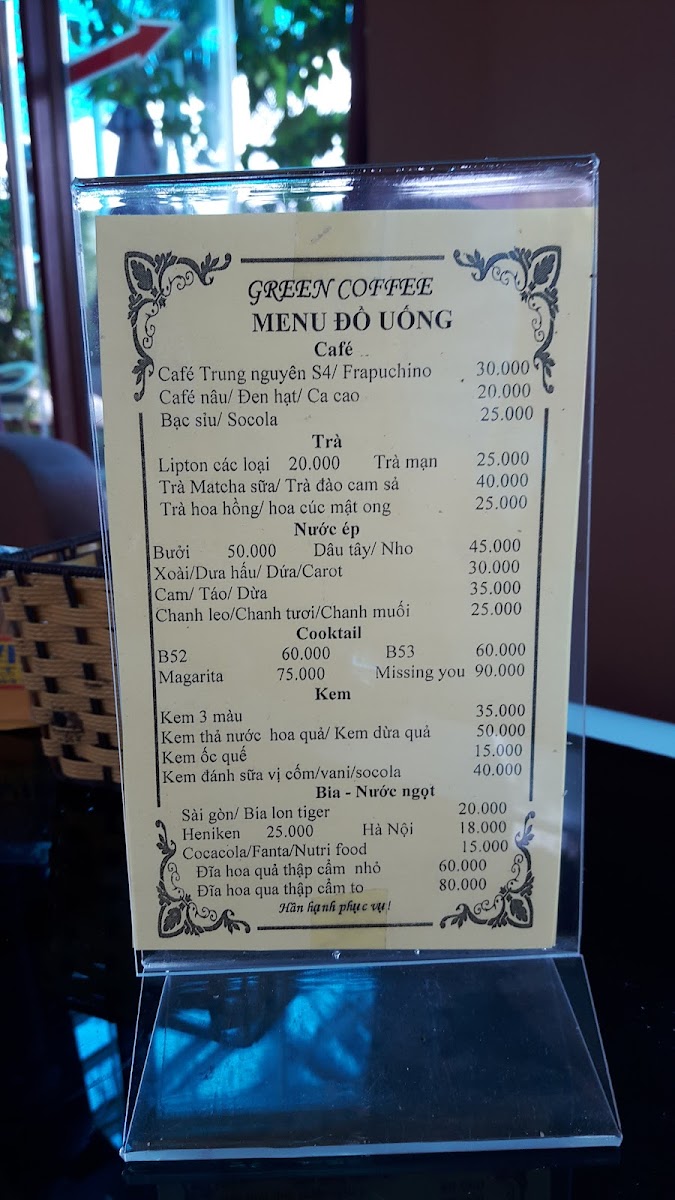 GREEN COFFEE
MENU ĐỒ UỐNG
Café
Café Trung nguyên S4/ Frapuchino 30.000
Café nâu/ Đen hạt/ Ca cao 20.000
Bạc sỉu/ Socola 25.000
Trà
Lipton các loại 20.000 Trà mạn 25.000
Trà Matcha sữa/ Trà đào cam sả 40.000
Trà hoa hồng/ hoa cúc mật ong 25.000
Nước ép
Bưởi 50.000 Dâu tây/ Nho 45.000
Xoài/Dưa hấu/ Dứa/Carot 30.000
Cam/ Táo/ Dừa 35.000
Chanh leo/Chanh tươi/Chanh muối 25.000
Cooktail
B52 60.000 B53 60.000
Magarita 75.000 Missing you 90.000
Kem
Kem 3 màu 35.000
Kem thả nước hoa quả/ Kem dừa quả 50.000
Kem ốc quế 15.000
Kem đánh sữa vị cốm/vani/socola 40.000
Bia - Nước ngọt
Sài gòn/ Bia lon tiger 20.000
Heniken 25.000 Hà Nội 18.000
Cocacola/Fanta/Nutri food 15.000
Đĩa hoa quả thập cẩm nhỏ 60.000
Đĩa hoa qua thập cẩm to 80.000
Hân hạnh phục vụ!